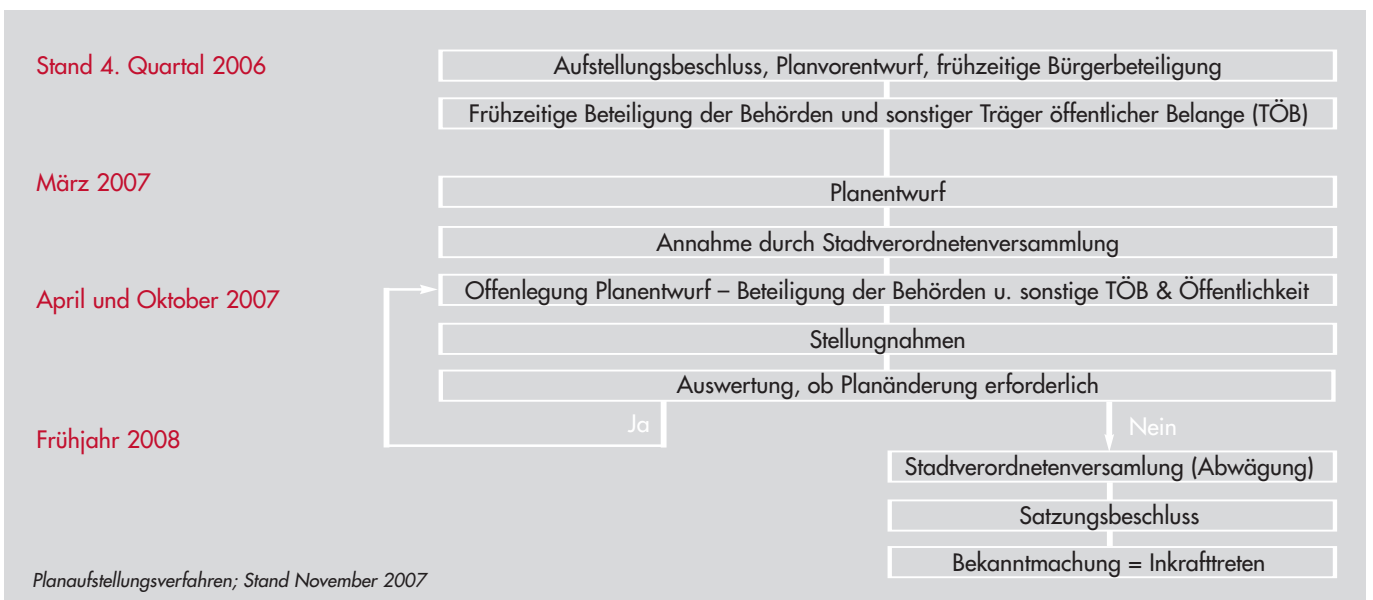 Stand 4. Quartal 2006
Aufstellungsbeschluss, Planvorentwurf, frühzeitige Bürgerbeteiligung
Frühzeitige Beteiligung der Behörden und sonstiger Träger öffentlicher Belange (TÖB)
März 2007
Planentwurf
Annahme durch Stadtverordnetenversammlung
April und Oktober 2007
Offenlegung Planentwurf – Beteiligung der Behörden u. sonstige TÖB & Öffentlichkeit
Stellungnahmen
Auswertung, ob Planänderung erforderlich
Ja
Nein
Frühjahr 2008
Stadtverordnetenversamlung (Abwägung)
Satzungsbeschluss
Bekanntmachung = Inkrafttreten
Planaufstellungsverfahren; Stand November 2007